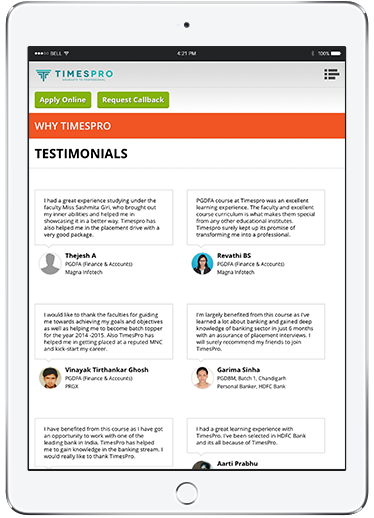 BELL 4:21 PM 100%
TIMESPRO
GRADUATE TO PROFESSIONAL
Apply Online Request Callback
WHY TIMESPRO
TESTIMONIALS
I had a great experience studying under the
faculty Miss Sashmita Giri, who brought out
my inner abilities and helped me in
showcasing it in a better way. Timespro has
also helped me in the placement drive with a
very good package.
Thejesh A
PGDFA (Finance & Accounts)
Magna Infotech
PGDFA course at Timespro was an excellent
learning experience. The faculty and excellent
course curriculum is what makes them special
from any other educational institutes.
Timespro surely kept up its promise of
transforming me into a professional.
Revathi BS
PGDFA (Finance & Accounts)
Magna Infotech
I would like to thank the faculties for guiding
me towards achieving my goals and objectives
as well as helping me to become batch topper
for the year 2014 -2015. Also TimesPro has
helped me in getting placed at a reputed MNC
and kick-start my career.
Vinayak Tirthankar Ghosh
PGDFA (Finance & Accounts)
PRGX
I'm largely benefited from this course as I've
learned a lot about banking and gained deep
knowledge of banking sector in just 6 months
with an assurance of placement interviews. I
will surely recommend my friends to join
TimesPro.
Garima Sinha
PGDBM, Batch 1, Chandigarh
Personal Banker, HDFC Bank
I have benefited from this course as I have got
an opportunity to work with one of the
leading bank in India. TimesPro has helped
me to gain knowledge in the banking stream. I
would really like to thank TimesPro.
I had a great learning experience with
TimesPro. I've been selected in HDFC Bank
and its all because of TimesPro.
Aarti Prabhu